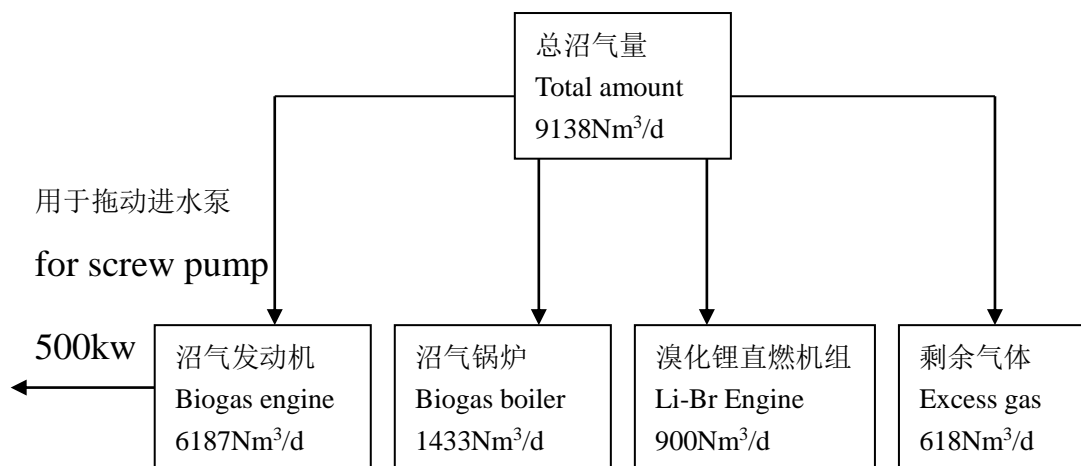 总沼气量
Total amount
9138Nm³/d
用于拖动进水泵
for screw pump
500kw
沼气发动机
Biogas engine
6187Nm³/d
沼气锅炉
Biogas boiler
1433Nm³/d
溴化锂直燃机组
Li-Br Engine
900Nm³/d
剩余气体
Excess gas
618Nm³/d